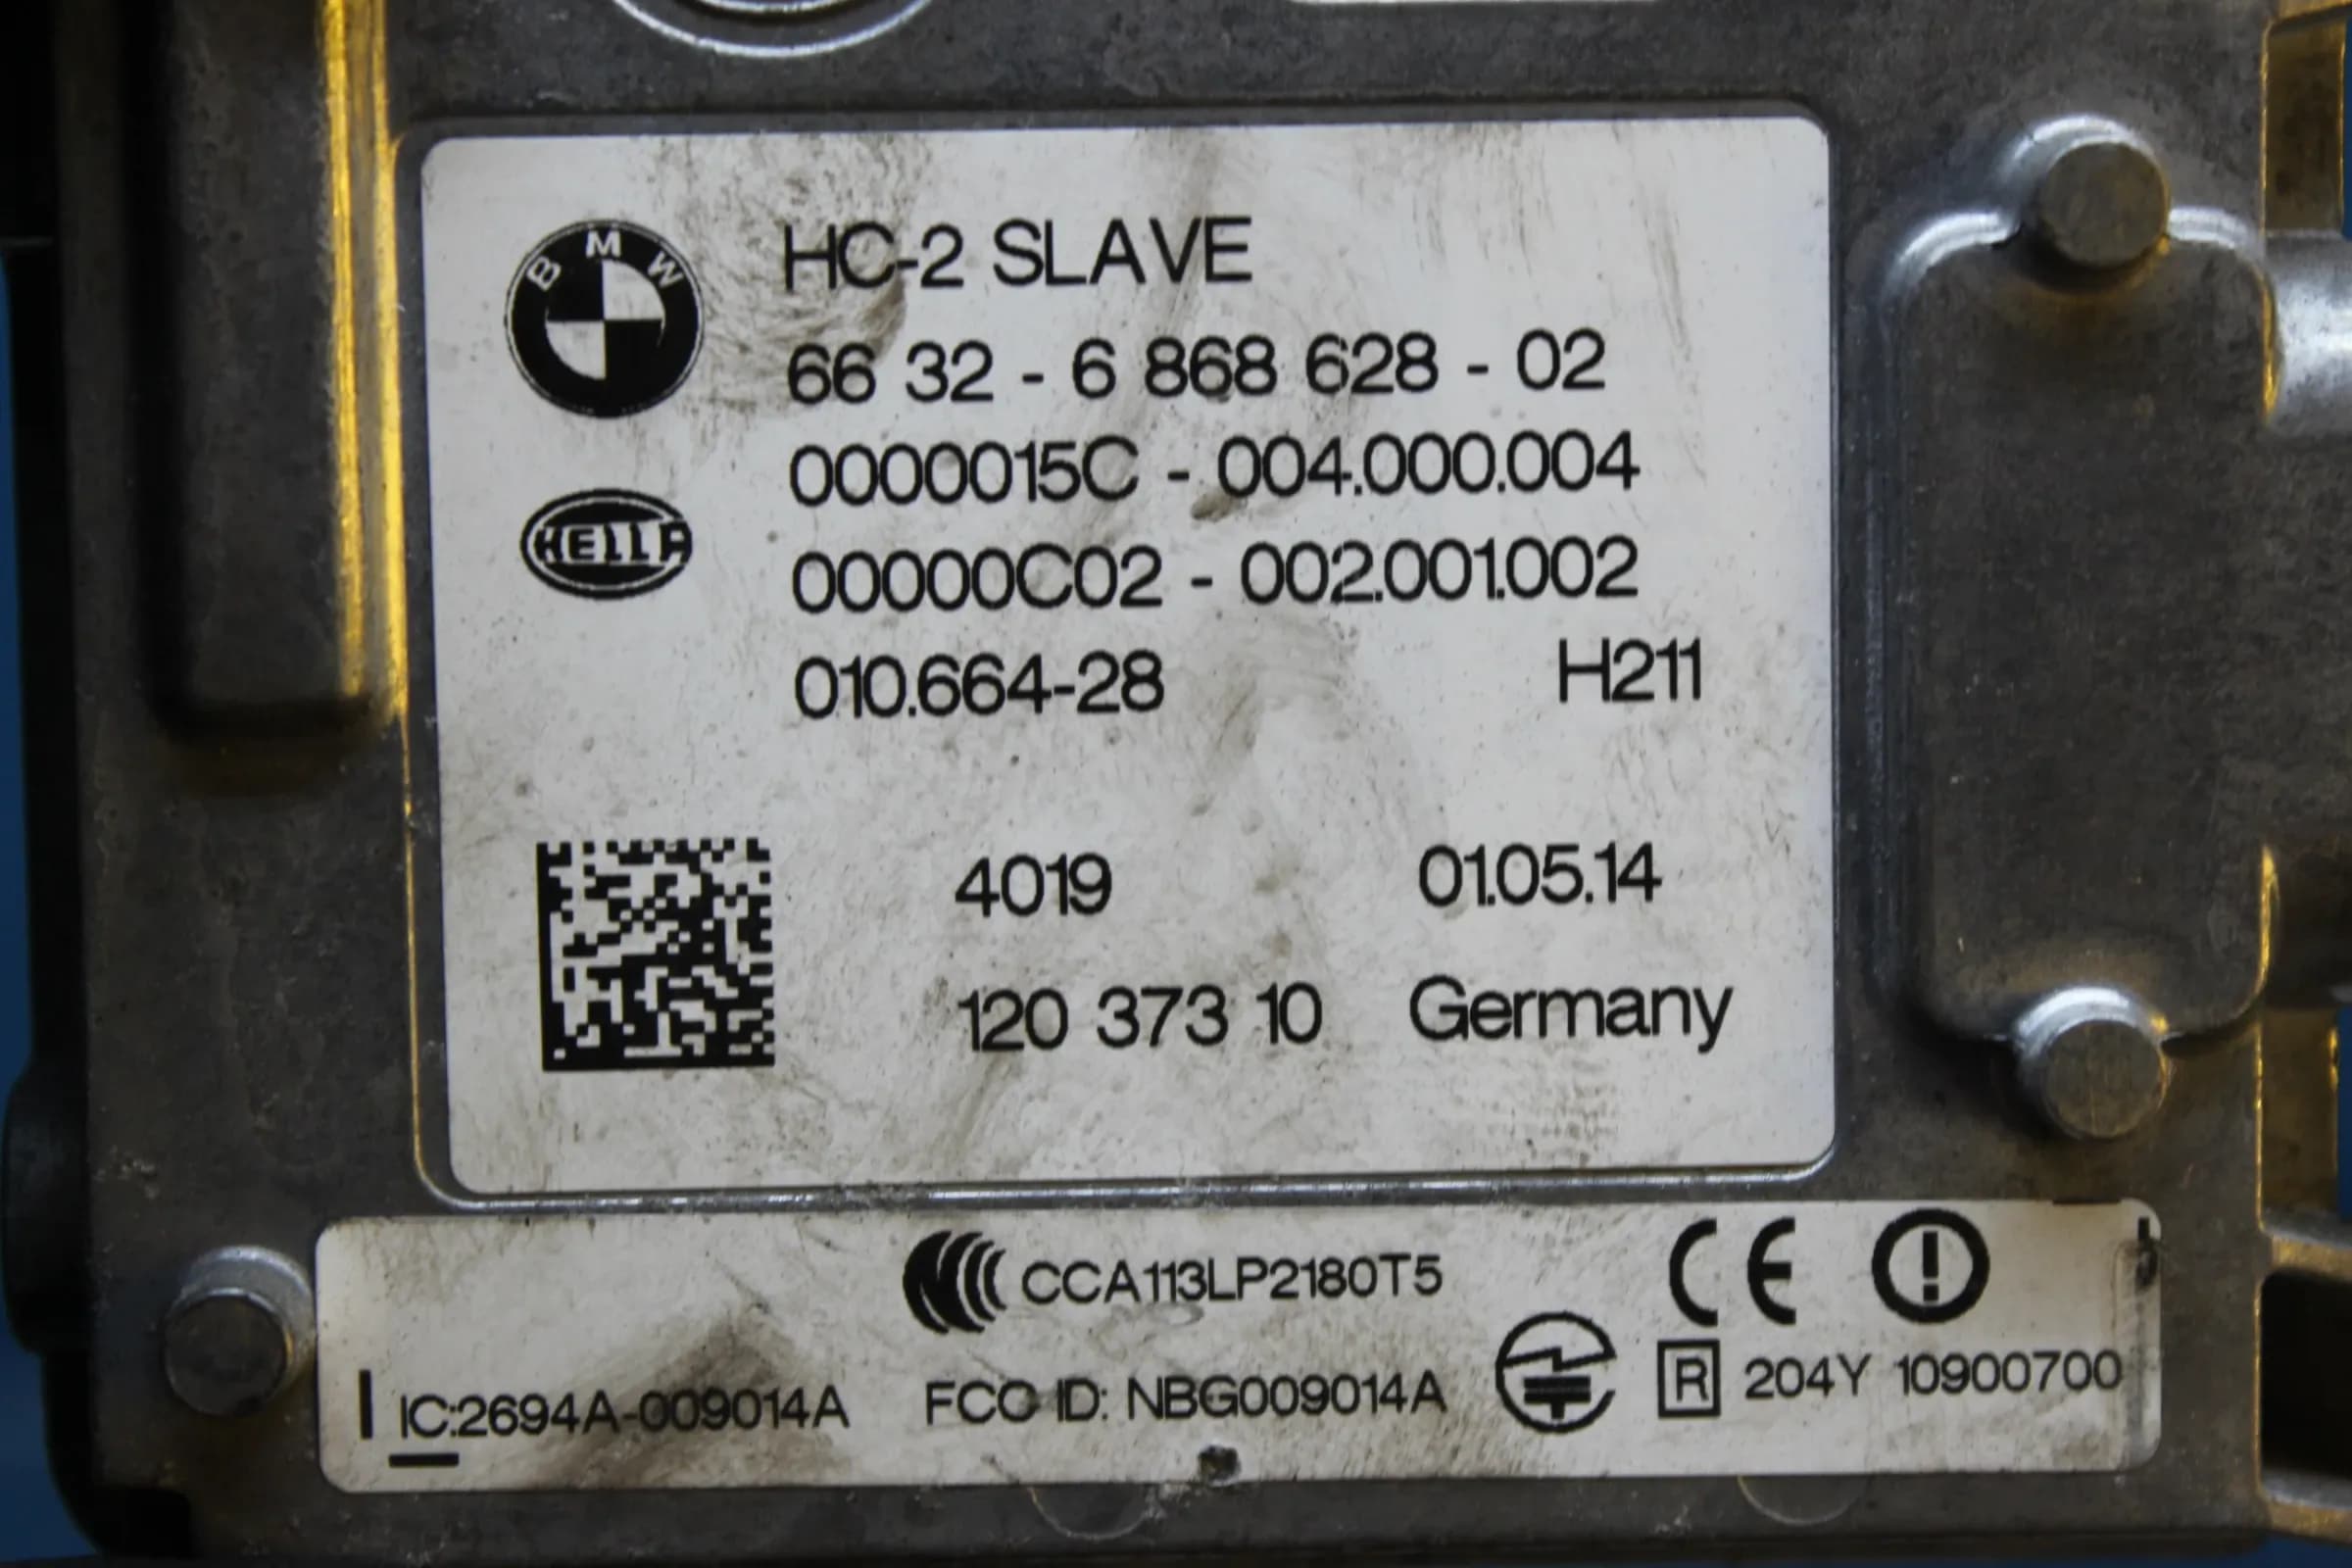 BMW
HC-2 SLAVE
66 32 - 6 868 628 - 02
0000015C - 004.000.004
HELLA
00000C02 - 002.001.002
010.664-28 H211
4019 01.05.14
120 373 10 Germany
CCA113LP2180T5 CE
IC:2694A-009014A FCC ID: NBG009014A R 204Y 10900700